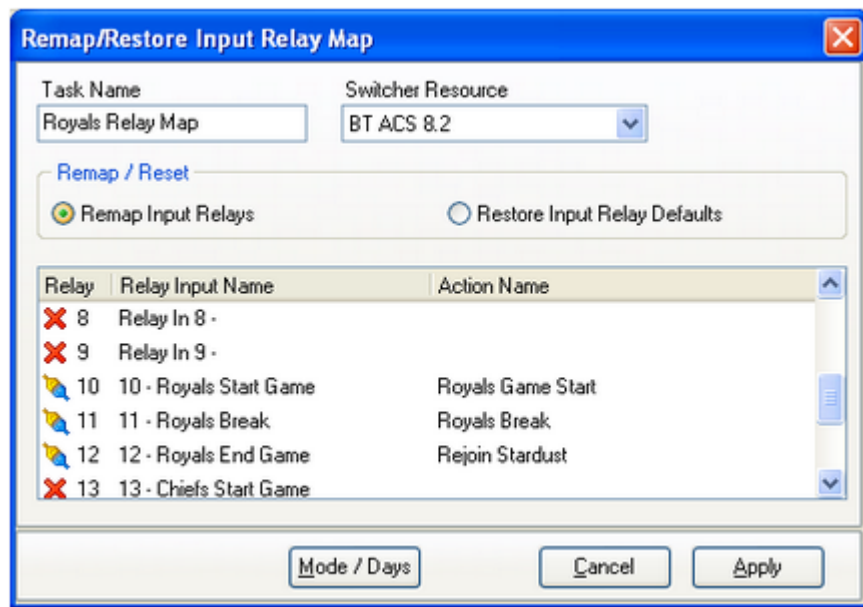 Remap/Restore Input Relay Map
Task Name Switcher Resource
Royals Relay Map BT ACS 8.2
Remap / Reset
Remap Input Relays Restore Input Relay Defaults
Relay Relay Input Name Action Name
8 Relay In 8 -
9 Relay In 9 -
10 10 - Royals Start Game Royals Game Start
11 11 - Royals Break Royals Break
12 12 - Royals End Game Rejoin Stardust
13 13 - Chiefs Start Game
Mode / Days Cancel Apply